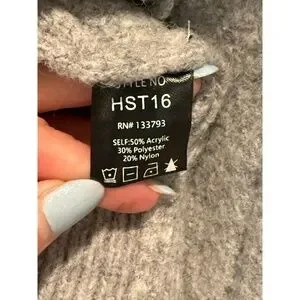 STYLE NO
HST16
RN# 133793
SELF:50% Acrylic
30% Polyester
20% Nylon